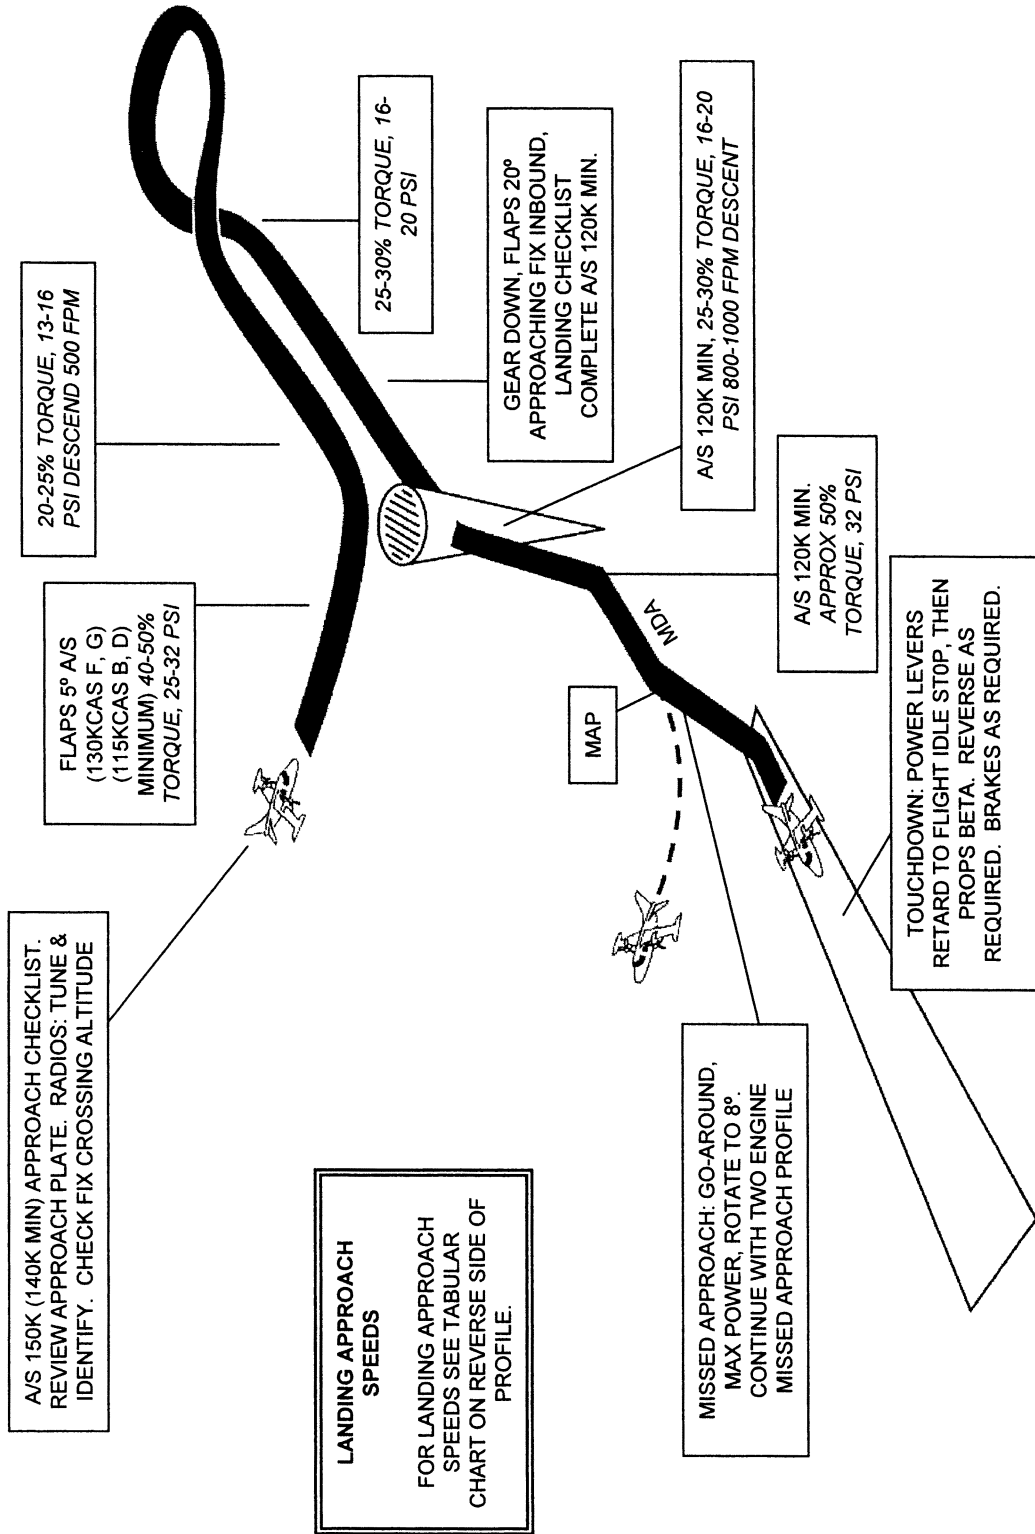 A/S 150K (140K MIN) APPROACH CHECKLIST.
REVIEW APPROACH PLATE. RADIOS: TUNE &
IDENTIFY. CHECK FIX CROSSING ALTITUDE
FLAPS 5º A/S
(130KCAS F, G)
(115KCAS B, D)
MINIMUM) 40-50%
TORQUE, 25-32 PSI
20-25% TORQUE, 13-16
PSI DESCEND 500 FPM
25-30% TORQUE, 16-
20 PSI
GEAR DOWN, FLAPS 20º
APPROACHING FIX INBOUND,
LANDING CHECKLIST
COMPLETE A/S 120K MIN.
A/S 120K MIN, 25-30% TORQUE, 16-20
PSI 800-1000 FPM DESCENT
A/S 120K MIN.
APPROX 50%
TORQUE, 32 PSI
MDA
MAP
LANDING APPROACH
SPEEDS
FOR LANDING APPROACH
SPEEDS SEE TABULAR
CHART ON REVERSE SIDE OF
PROFILE.
MISSED APPROACH: GO-AROUND,
MAX POWER, ROTATE TO 8º.
CONTINUE WITH TWO ENGINE
MISSED APPROACH PROFILE
TOUCHDOWN: POWER LEVERS
RETARD TO FLIGHT IDLE STOP, THEN
PROPS BETA. REVERSE AS
REQUIRED. BRAKES AS REQUIRED.